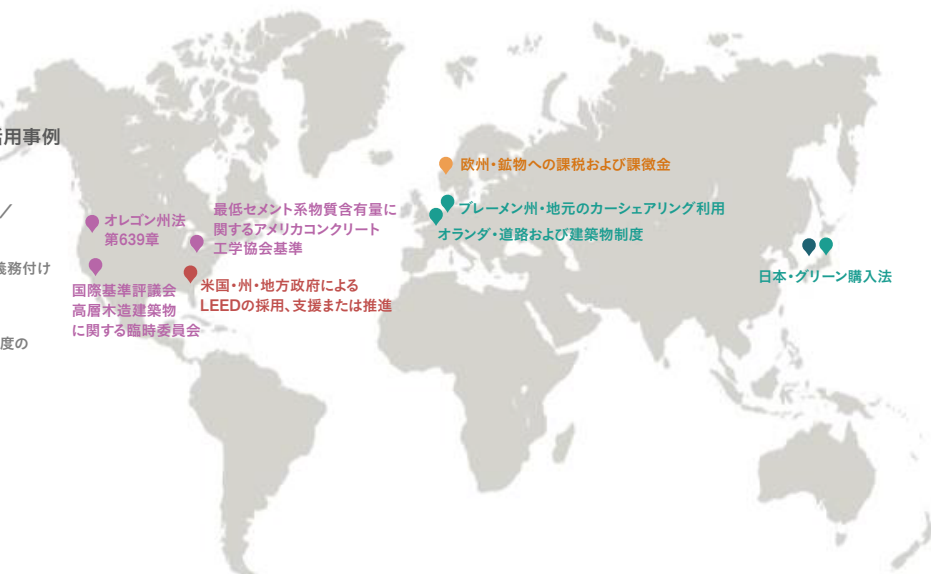 活用事例
／
義務付け
度の
オレゴン州法
第639章
最低セメント系物質含有量に
関するアメリカコンクリート
工学協会基準
国際基準評議会
高層木造建築物
に関する臨時委員会
米国・州・地方政府による
LEEDの採用、支援または推進
欧州・鉱物への課税および課徴金
ブレーメン州・地元のカーシェアリング利用
オランダ・道路および建築物制度
日本・グリーン購入法